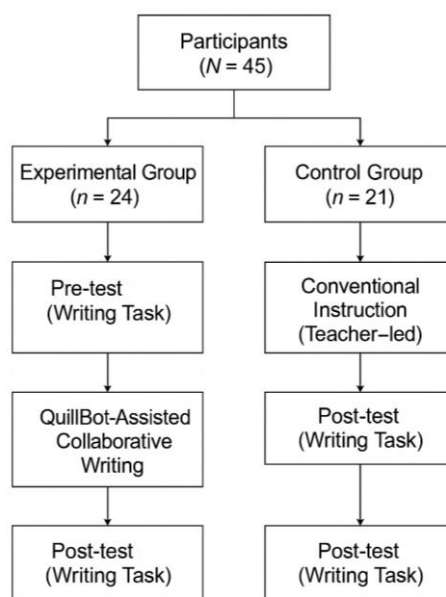 Participants
(N = 45)
Experimental Group
(n = 24)
Control Group
(n = 21)
Pre-test
(Writing Task)
Conventional
Instruction
(Teacher–led)
QuillBot-Assisted
Collaborative
Writing
Post-test
(Writing Task)
Post-test
(Writing Task)
Post-test
(Writing Task)